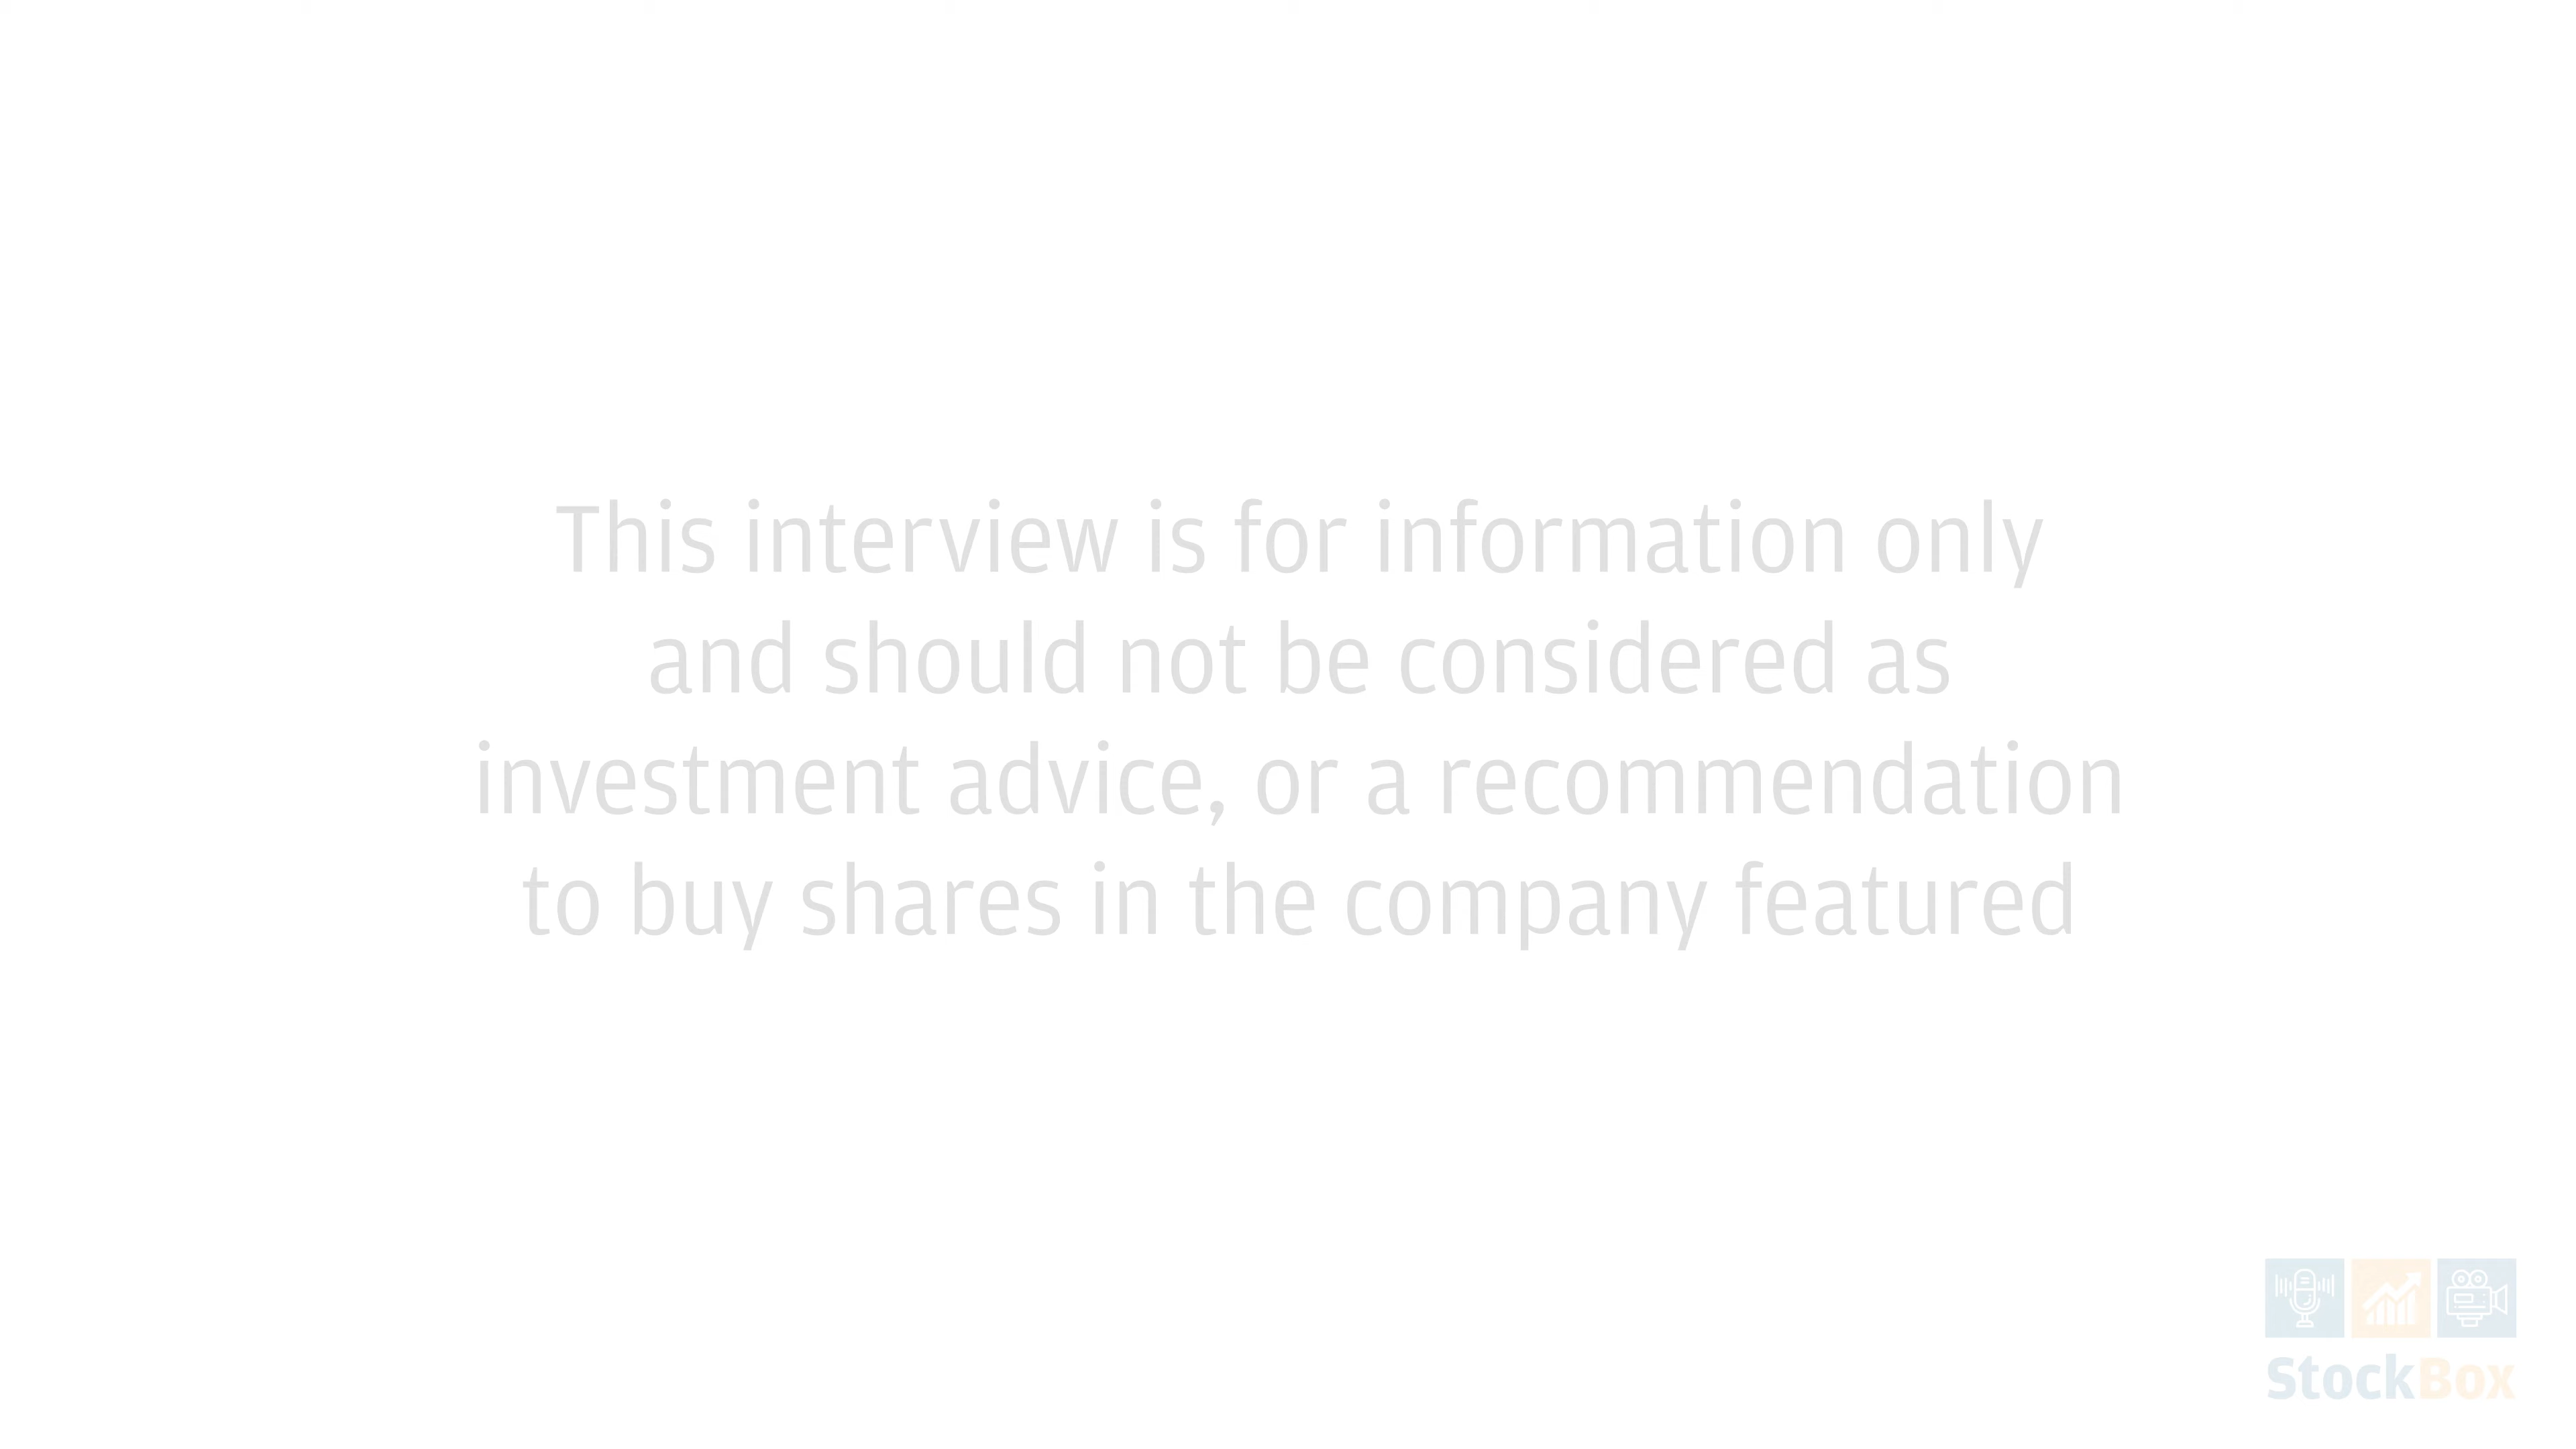 This interview is for information only
and should not be considered as
investment advice, or a recommendation
to buy shares in the company featured
StockBox